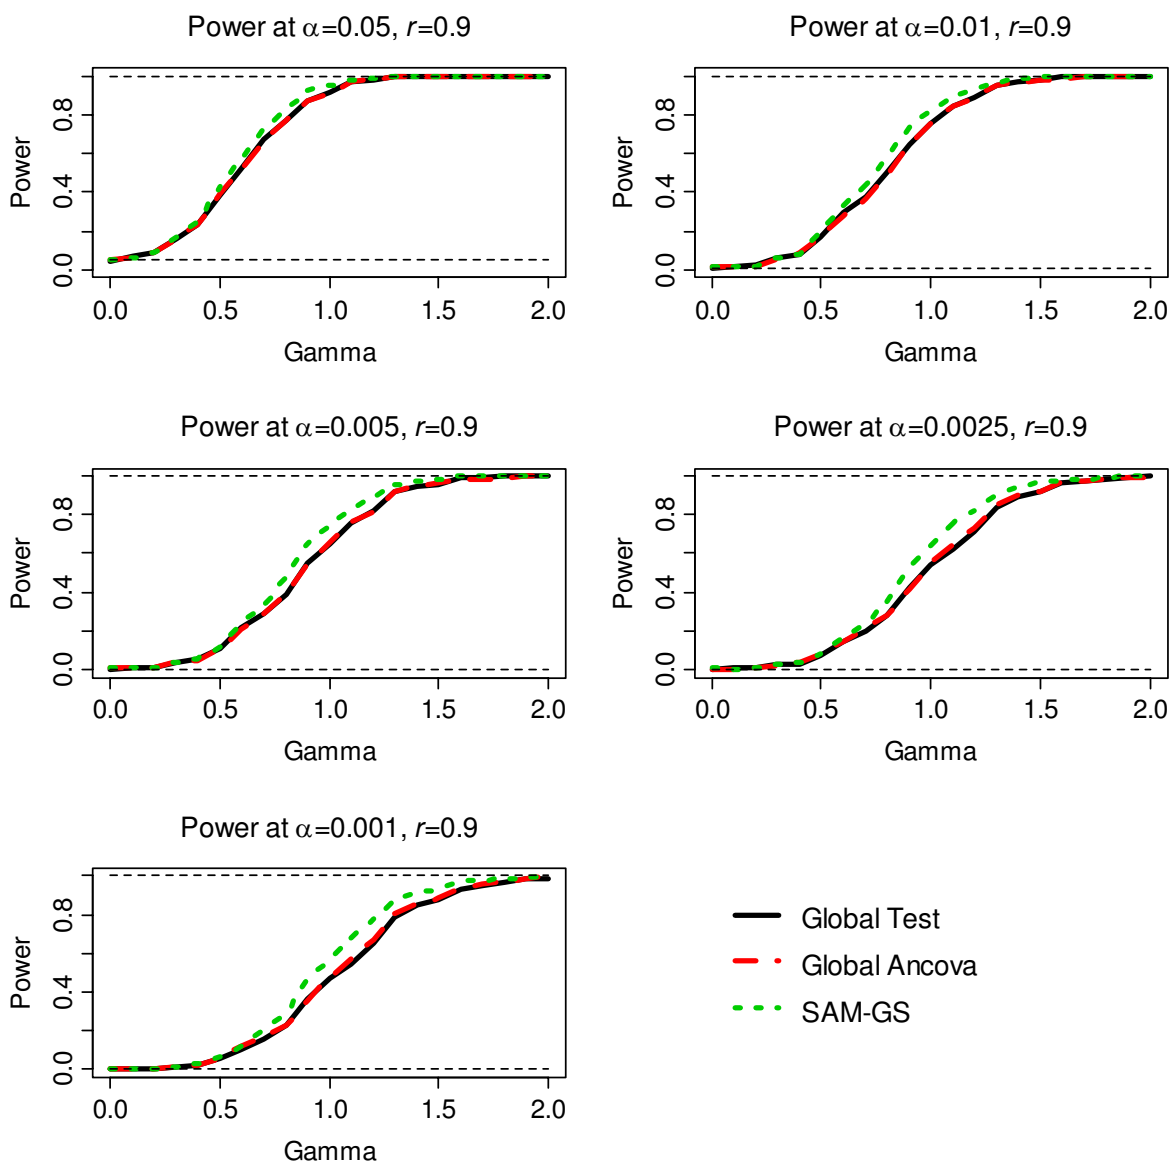 Power at α=0.05, r=0.9
Power at α=0.01, r=0.9
Power
0.0 0.4 0.8
0.0 0.5 1.0 1.5 2.0
Gamma
Power
0.0 0.4 0.8
0.0 0.5 1.0 1.5 2.0
Gamma
Power at α=0.005, r=0.9
Power at α=0.0025, r=0.9
Power
0.0 0.4 0.8
0.0 0.5 1.0 1.5 2.0
Gamma
Power
0.0 0.4 0.8
0.0 0.5 1.0 1.5 2.0
Gamma
Power at α=0.001, r=0.9
Power
0.0 0.4 0.8
0.0 0.5 1.0 1.5 2.0
Gamma
Global Test
Global Ancova
SAM-GS